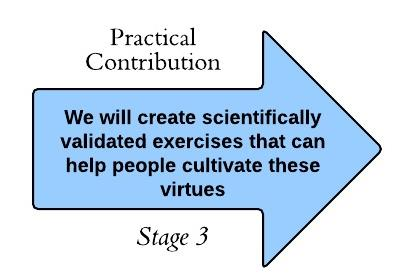 Practical
Contribution
We will create scientifically
validated exercises that can
help people cultivate these
virtues
Stage 3